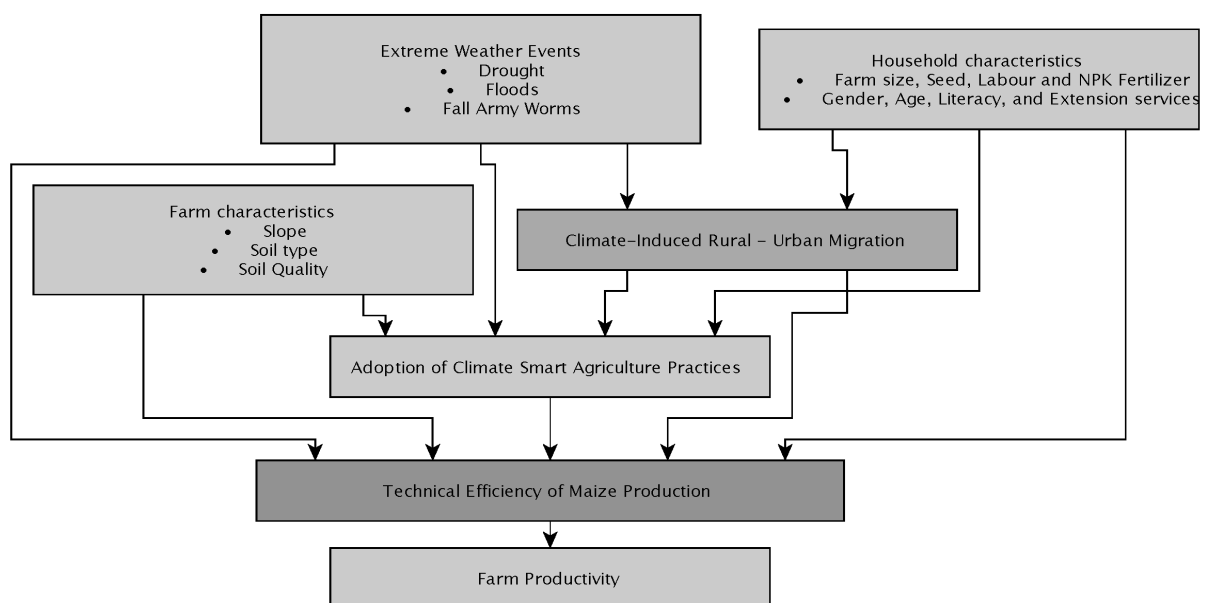 Extreme Weather Events
• Drought
• Floods
• Fall Army Worms
Household characteristics
• Farm size, Seed, Labour and NPK Fertilizer
• Gender, Age, Literacy, and Extension services
Farm characteristics
• Slope
• Soil type
• Soil Quality
Climate-Induced Rural - Urban Migration
Adoption of Climate Smart Agriculture Practices
Technical Efficiency of Maize Production
Farm Productivity